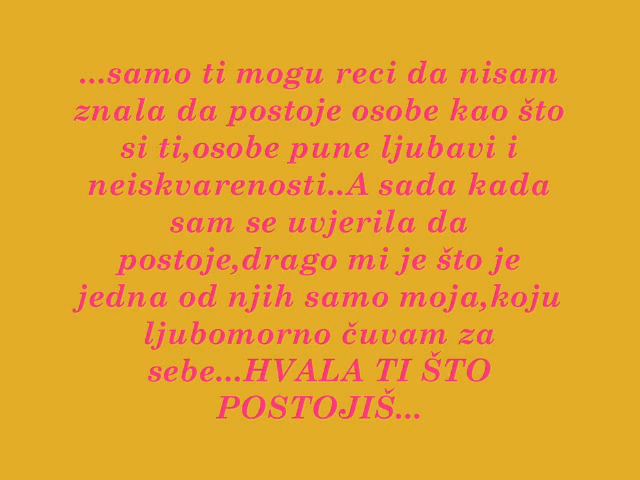 ...samo ti mogu reci da nisam
znala da postoje osobe kao što
si ti,osobe pune ljubavi i
neiskvarenosti..A sada kada
sam se uvjerila da
postoje,drago mi je što je
jedna od njih samo moja,koju
ljubomorno čuvam za
sebe...HVALA TI ŠTO
POSTOJIŠ...